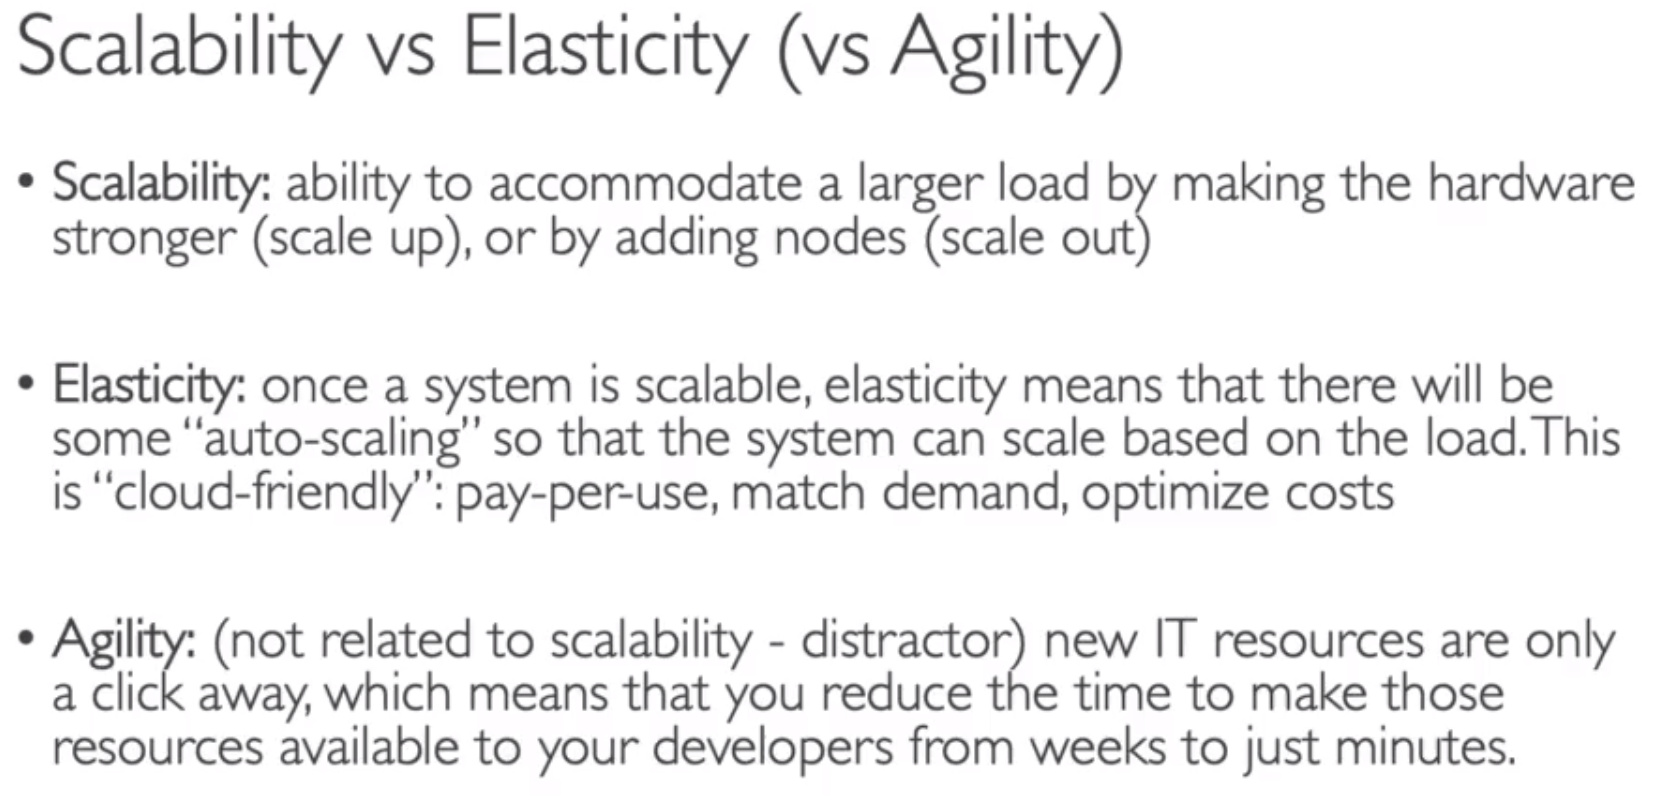 Scalability vs Elasticity (vs Agility)
• Scalability: ability to accommodate a larger load by making the hardware
stronger (scale up), or by adding nodes (scale out)
• Elasticity: once a system is scalable, elasticity means that there will be
some “auto-scaling” so that the system can scale based on the load. This
is “cloud-friendly”: pay-per-use, match demand, optimize costs
• Agility: (not related to scalability - distractor) new IT resources are only
a click away, which means that you reduce the time to make those
resources available to your developers from weeks to just minutes.